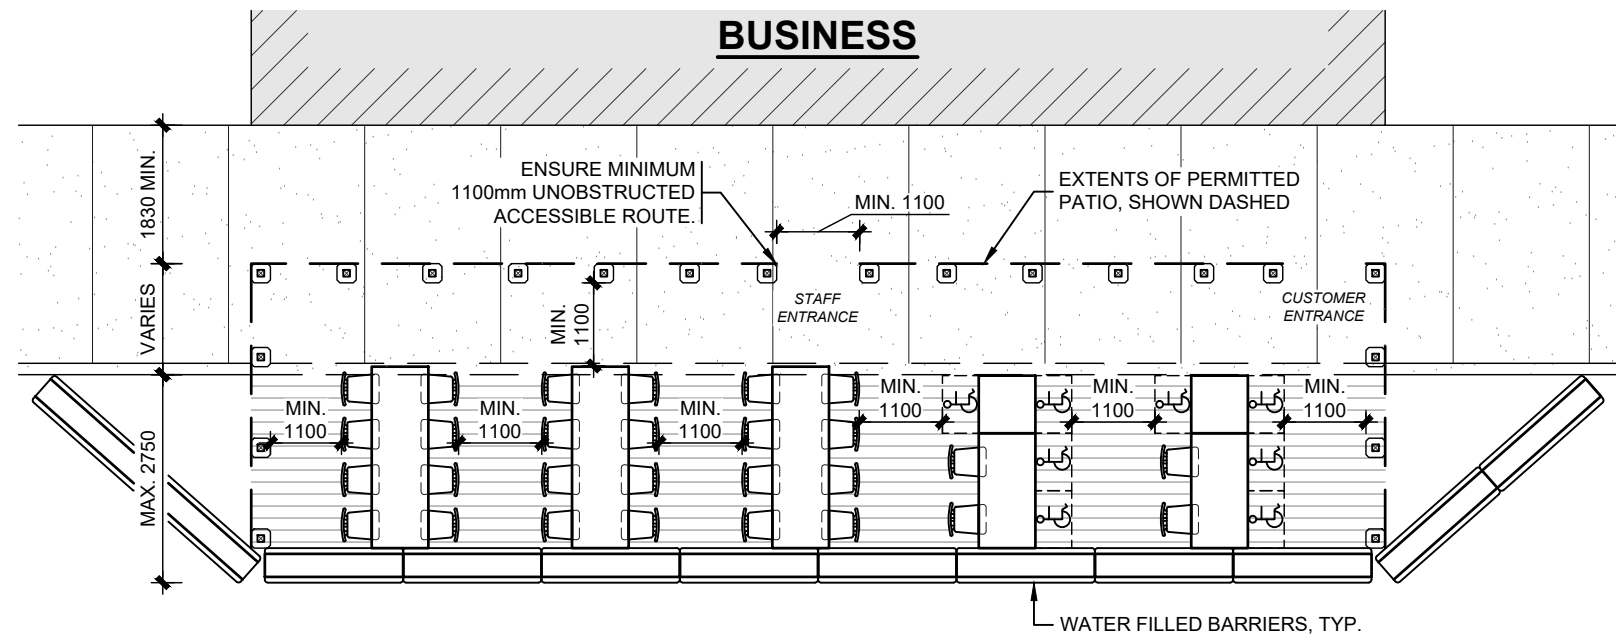 BUSINESS
ENSURE MINIMUM
1100mm UNOBSTRUCTED
ACCESSIBLE ROUTE.
MIN. 1100
EXTENTS OF PERMITTED
PATIO, SHOWN DASHED
1830 MIN.
VARIES
MAX. 2750
MIN.
1100
STAFF
ENTRANCE
CUSTOMER
ENTRANCE
MIN.
1100
MIN.
1100
MIN.
1100
MIN.
1100
MIN.
1100
MIN.
1100
WATER FILLED BARRIERS, TYP.